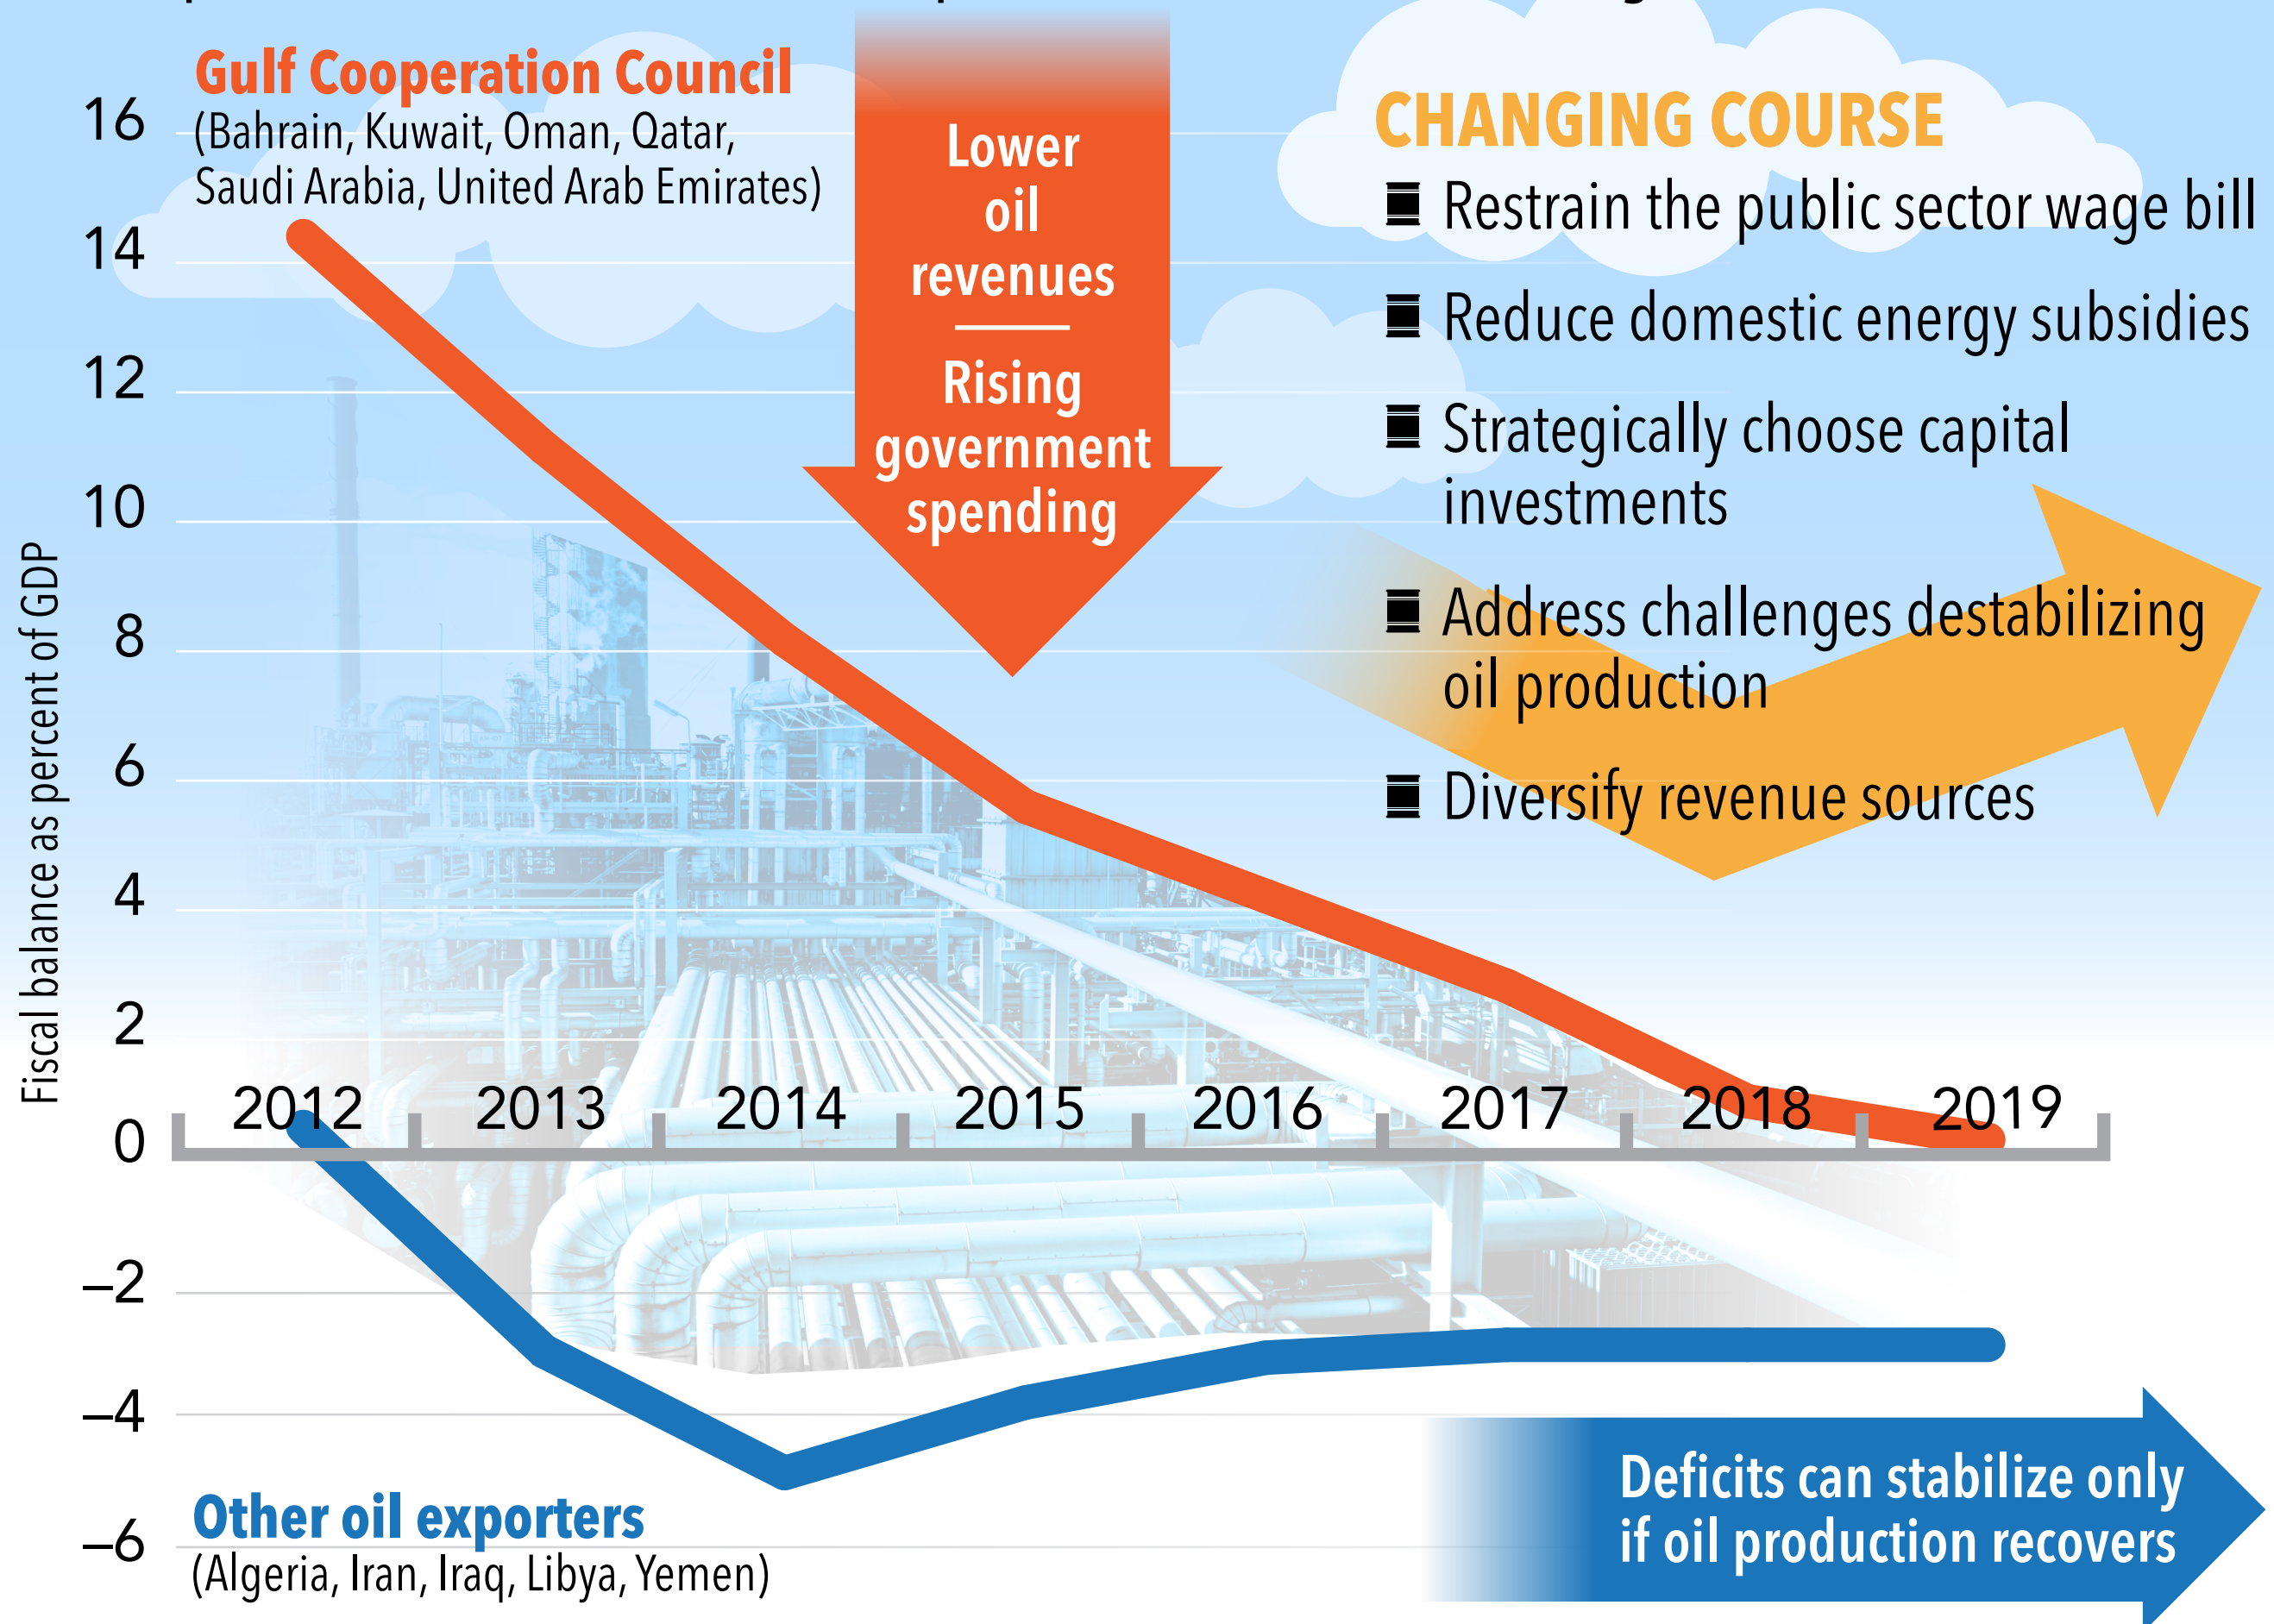 Gulf Cooperation Council
(Bahrain, Kuwait, Oman, Qatar,
Saudi Arabia, United Arab Emirates)
Lower
oil
revenues
Rising
government
spending
CHANGING COURSE
Restrain the public sector wage bill
Reduce domestic energy subsidies
Strategically choose capital
investments
Address challenges destabilizing
oil production
Diversify revenue sources
Fiscal balance as percent of GDP
16
14
12
10
8
6
4
2
0
–2
–4
–6
2012 2013 2014 2015 2016 2017 2018 2019
Other oil exporters
(Algeria, Iran, Iraq, Libya, Yemen)
Deficits can stabilize only
if oil production recovers